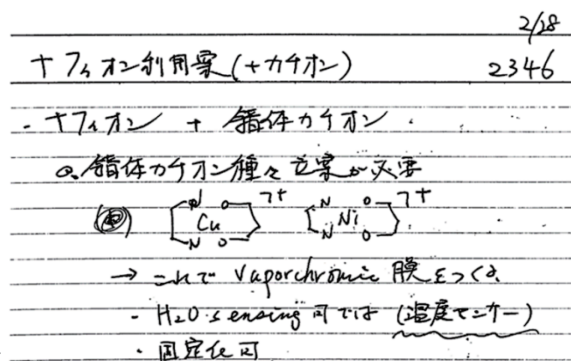 2/28
ナフィオン利用案(+カチオン) 2346
・ナフィオン + 錯体カチオン.
錯体カチオン種々立案が必要
N O Cu N O ]+ N O Ni N O ]+
→ これで Vaporchromic 膜をつくる.
・H2O sensing 可では (湿度センサー)
・固定化可